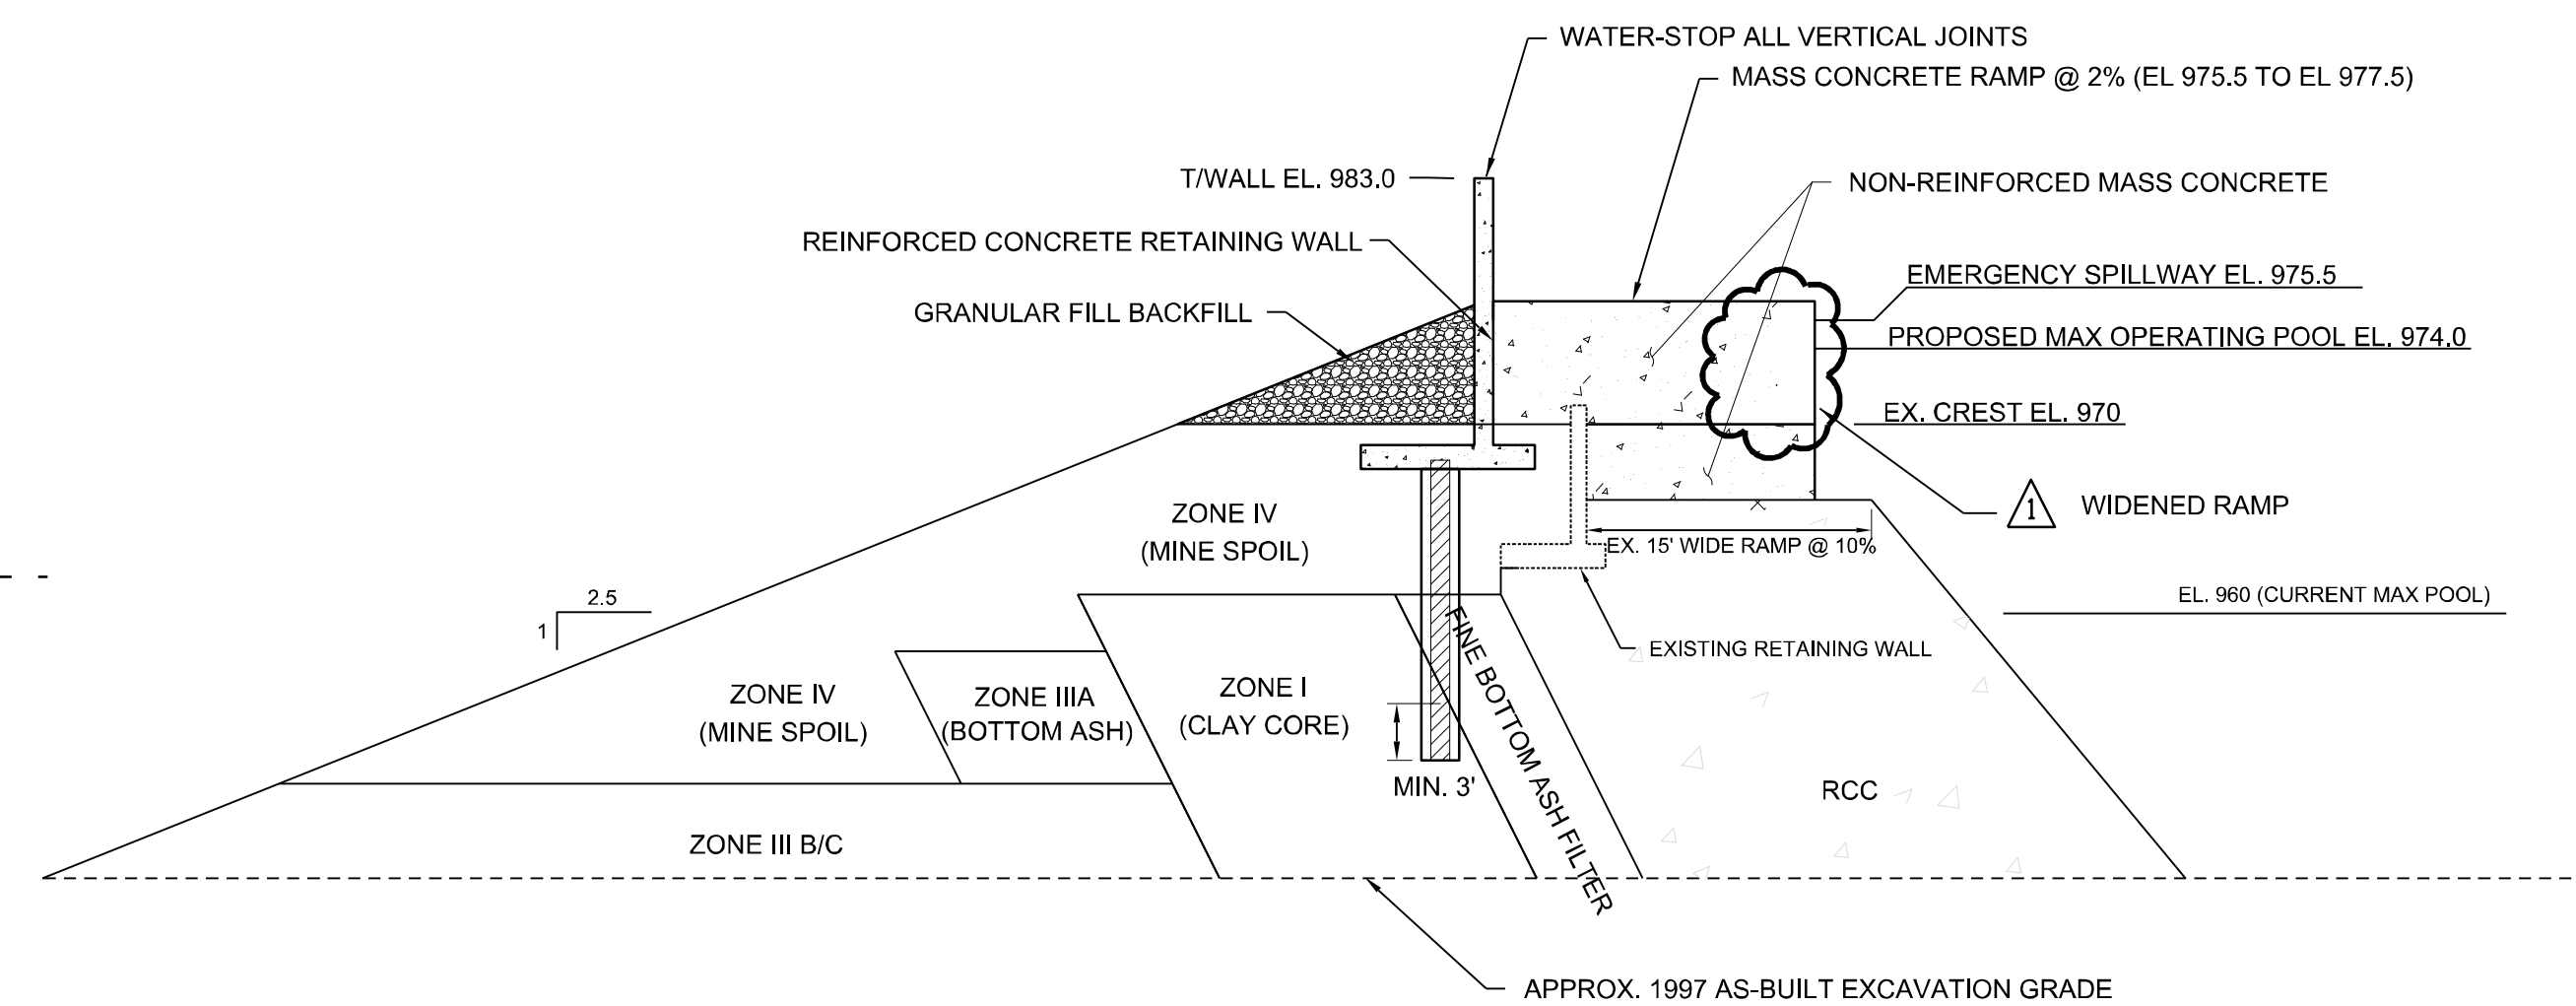 WATER-STOP ALL VERTICAL JOINTS
MASS CONCRETE RAMP @ 2% (EL 975.5 TO EL 977.5)
T/WALL EL. 983.0
NON-REINFORCED MASS CONCRETE
REINFORCED CONCRETE RETAINING WALL
EMERGENCY SPILLWAY EL. 975.5
GRANULAR FILL BACKFILL
PROPOSED MAX OPERATING POOL EL. 974.0
EX. CREST EL. 970
1
WIDENED RAMP
ZONE IV
(MINE SPOIL)
EX. 15' WIDE RAMP @ 10%
2.5
1
EL. 960 (CURRENT MAX POOL)
EXISTING RETAINING WALL
FINE BOTTOM ASH FILTER
ZONE IV
(MINE SPOIL)
ZONE IIIA
(BOTTOM ASH)
ZONE I
(CLAY CORE)
MIN. 3'
RCC
ZONE III B/C
APPROX. 1997 AS-BUILT EXCAVATION GRADE